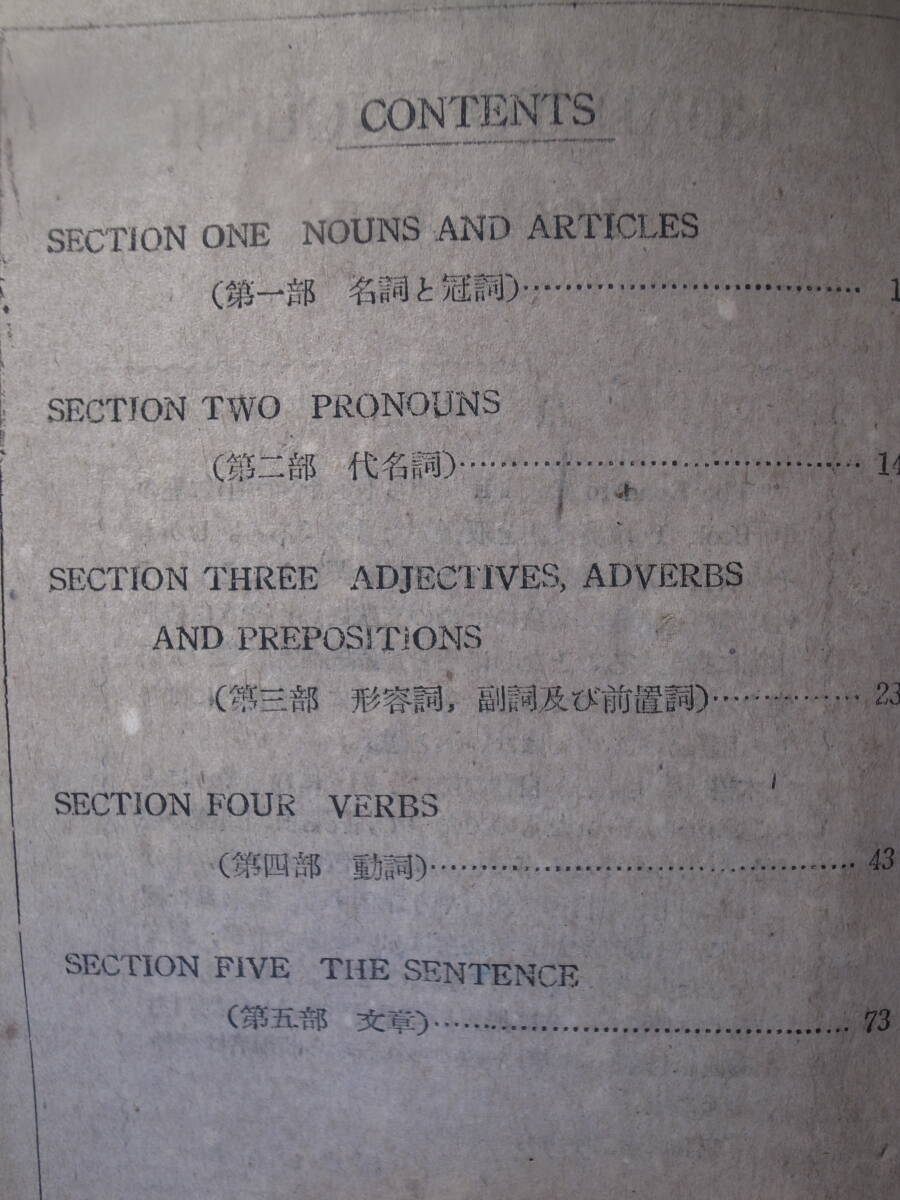 CONTENTS
SECTION ONE NOUNS AND ARTICLES
(第一部 名詞と冠詞)…………………………… 1
SECTION TWO PRONOUNS
(第二部 代名詞)………………………………… 14
SECTION THREE ADJECTIVES, ADVERBS
AND PREPOSITIONS
(第三部 形容詞, 副詞及び前置詞)…………… 23
SECTION FOUR VERBS
(第四部 動詞)…………………………………… 43
SECTION FIVE THE SENTENCE
(第五部 文章)…………………………………… 73